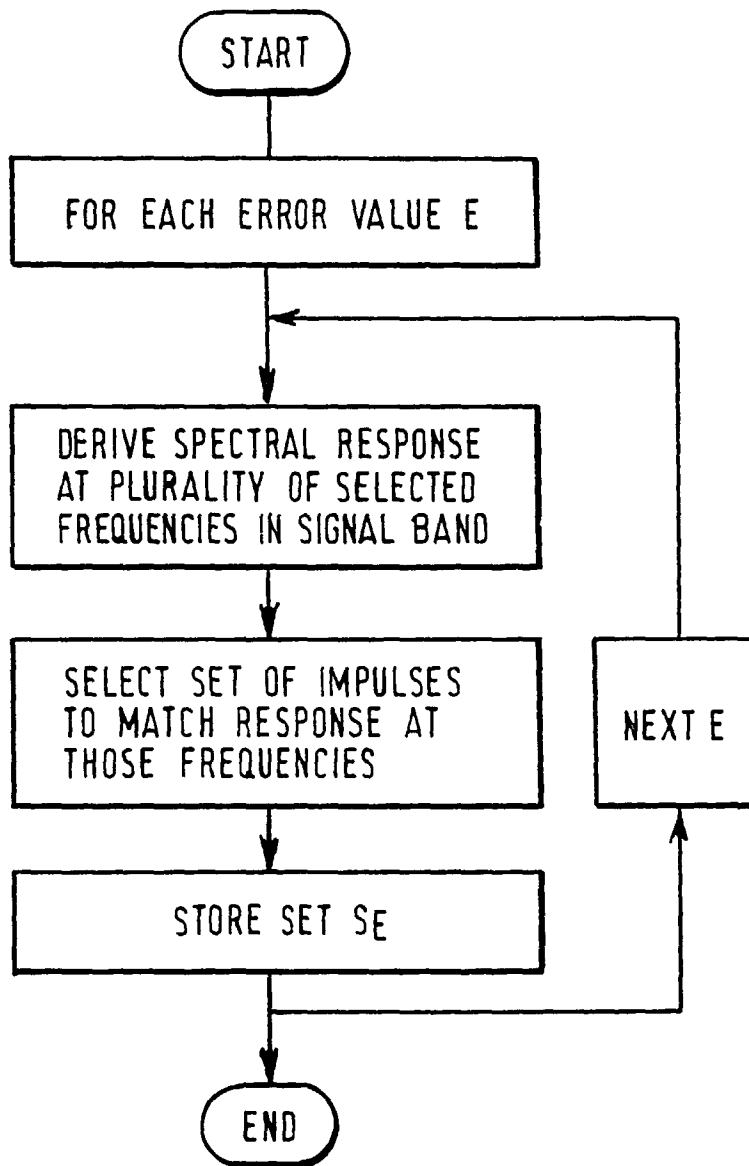 START
FOR EACH ERROR VALUE E
DERIVE SPECTRAL RESPONSE
AT PLURALITY OF SELECTED
FREQUENCIES IN SIGNAL BAND
SELECT SET OF IMPULSES
TO MATCH RESPONSE AT
THOSE FREQUENCIES
NEXT E
STORE SET SE
END